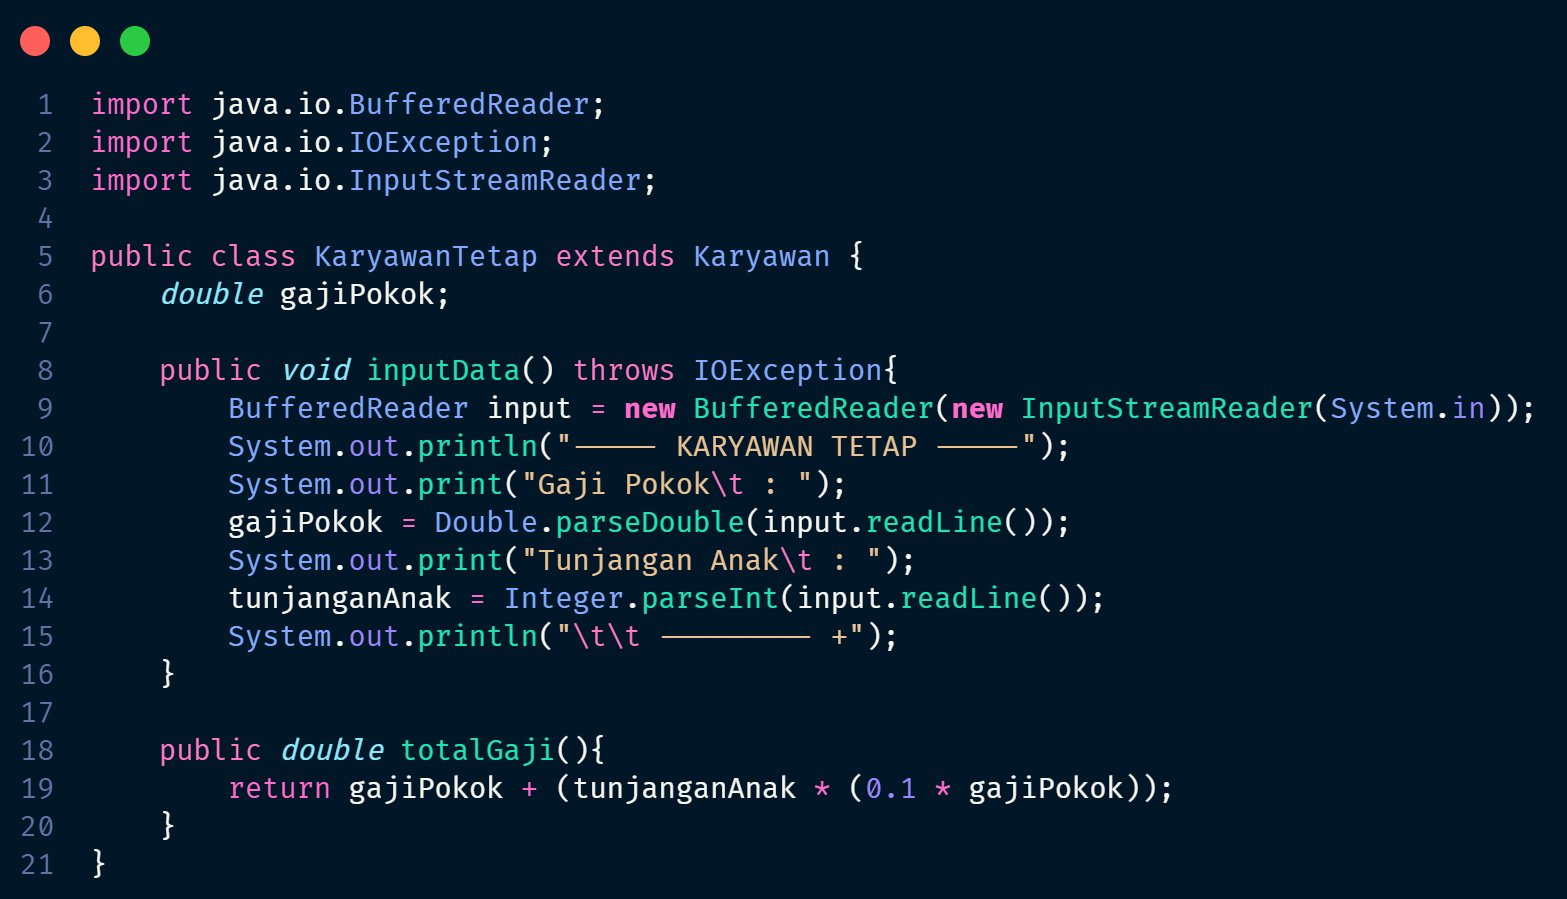 1 import java.io.BufferedReader;
2 import java.io.IOException;
3 import java.io.InputStreamReader;
4
5 public class KaryawanTetap extends Karyawan {
6     double gajiPokok;
7
8     public void inputData() throws IOException{
9         BufferedReader input = new BufferedReader(new InputStreamReader(System.in));
10         System.out.println("----- KARYAWAN TETAP -----");
11         System.out.print("Gaji Pokok\t : ");
12         gajiPokok = Double.parseDouble(input.readLine());
13         System.out.print("Tunjangan Anak\t : ");
14         tunjanganAnak = Integer.parseInt(input.readLine());
15         System.out.println("\t\t --------- +");
16     }
17
18     public double totalGaji(){
19         return gajiPokok + (tunjanganAnak * (0.1 * gajiPokok));
20     }
21 }